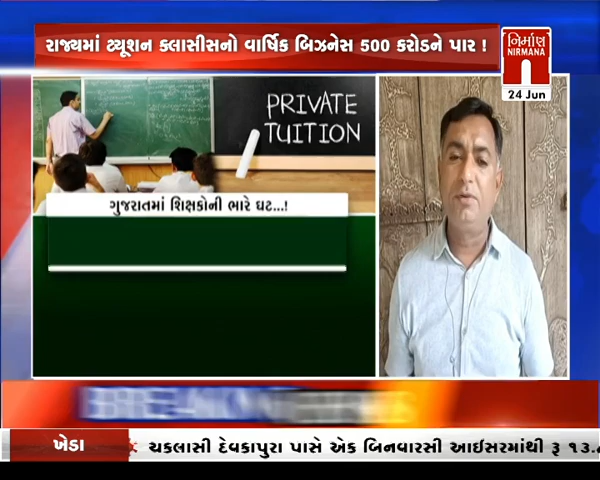 રાજ્યમાં ટ્યૂશન ક્લાસીસનો વાર્ષિક બિઝનેસ 500 કરોડને પાર !
નિર્માણ
NIRMANA
24 Jun
PRIVATE
TUITION
ગુજરાતમાં શિક્ષકોની ભારે ઘટ...!
ખેડા
ચકલાસી દેવકાપુરા પાસે એક બિનવારસી આઇસરમાંથી રૂ ૧૩.